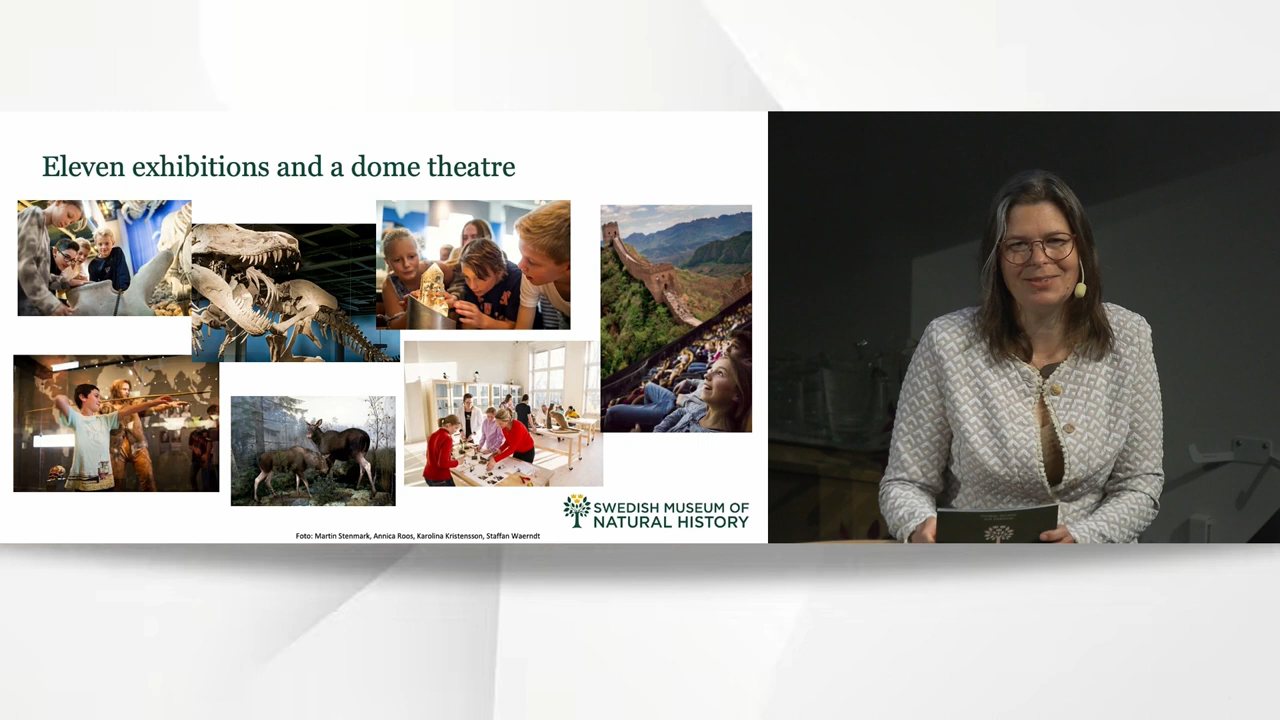 Eleven exhibitions and a dome theatre
SWEDISH MUSEUM OF
NATURAL HISTORY
Foto: Martin Stenmark, Annica Roos, Karolina Kristensson, Staffan Waerndt